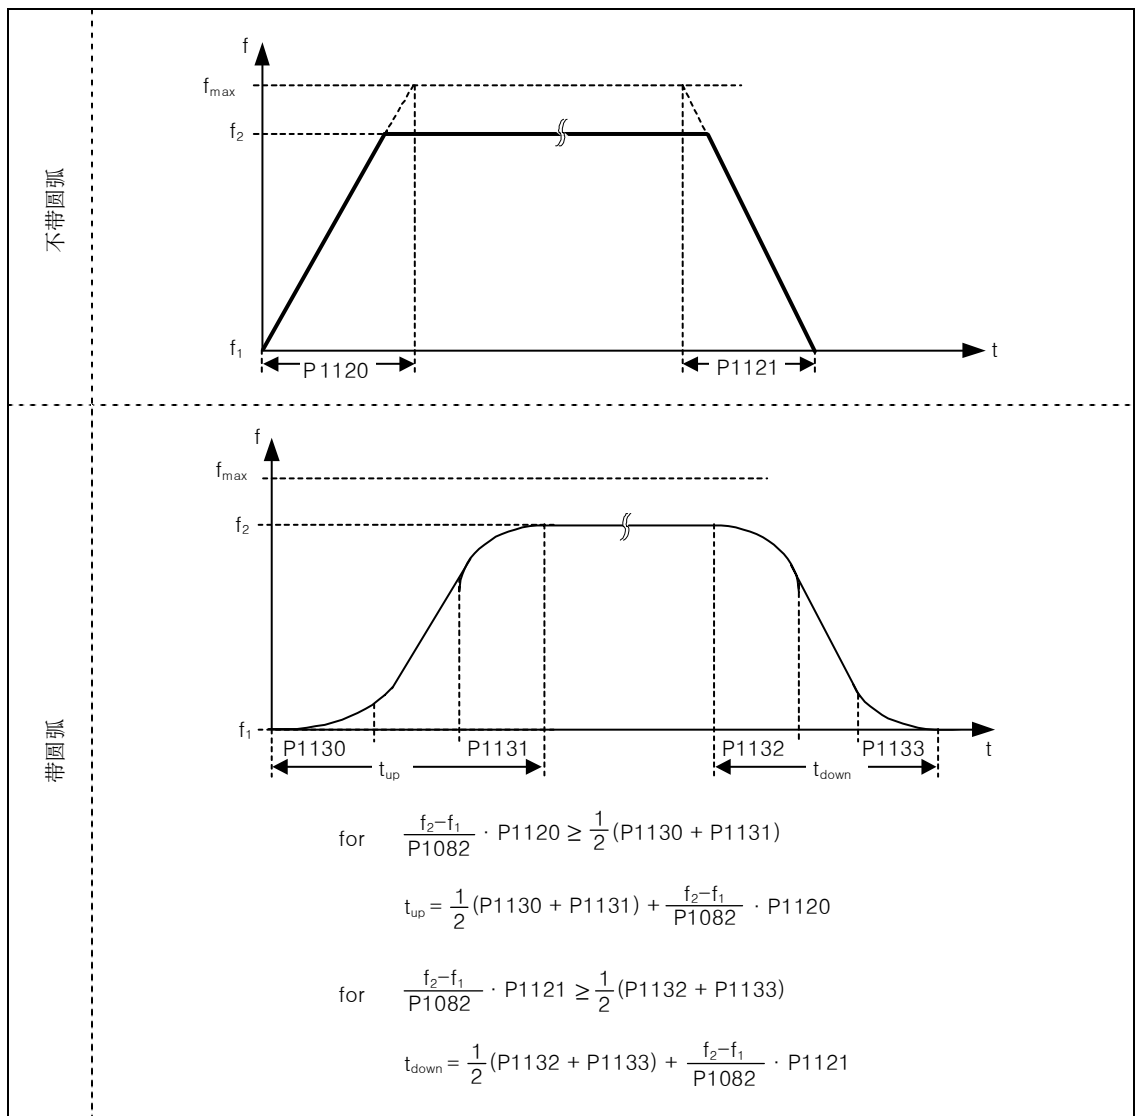 不带圆弧
f
fmax
f₂
f₁
t
P1120
P1121
带圆弧
f
fmax
f₂
f₁
t
P1130
P1131
P1132
P1133
tup
tdown
for (f₂−f₁)/P1082 · P1120 ≥ 1/2 (P1130 + P1131)
tup = 1/2 (P1130 + P1131) + (f₂−f₁)/P1082 · P1120
for (f₂−f₁)/P1082 · P1121 ≥ 1/2 (P1132 + P1133)
tdown = 1/2 (P1132 + P1133) + (f₂−f₁)/P1082 · P1121